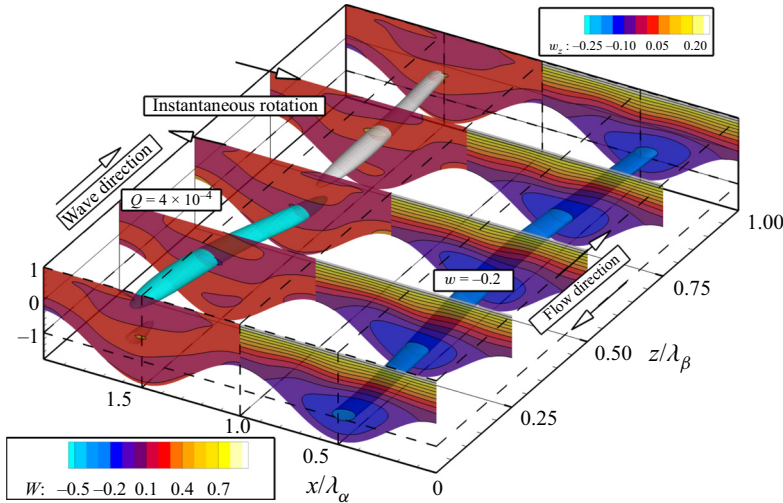 w_z : −0.25 −0.10 0.05 0.20
Instantaneous rotation
Wave direction
Q = 4 × 10⁻⁴
w = −0.2
Flow direction
1
0
−1
1.00
0.75
0.50
0.25
z/λ_β
1.5
1.0
0.5
0
x/λ_α
W: −0.5 −0.2 0.1 0.4 0.7